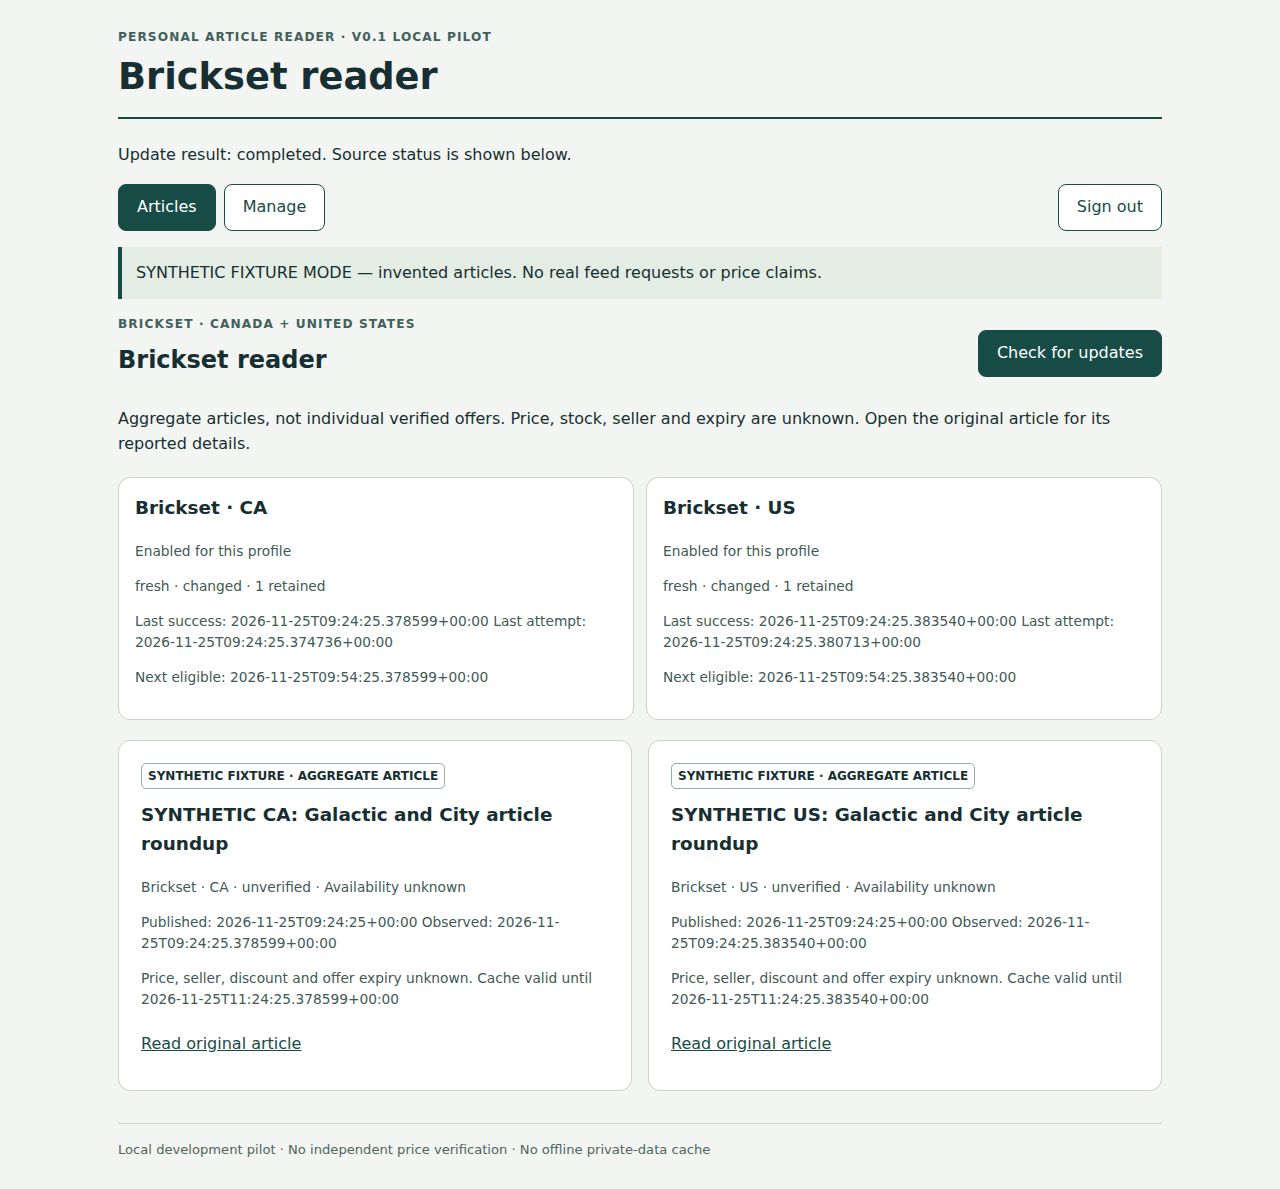 PERSONAL ARTICLE READER · V0.1 LOCAL PILOT
Brickset reader
Update result: completed. Source status is shown below.
Articles
Manage
Sign out
SYNTHETIC FIXTURE MODE — invented articles. No real feed requests or price claims.
BRICKSET · CANADA + UNITED STATES
Brickset reader
Check for updates
Aggregate articles, not individual verified offers. Price, stock, seller and expiry are unknown. Open the original article for its
reported details.
Brickset · CA
Enabled for this profile
fresh · changed · 1 retained
Last success: 2026-11-25T09:24:25.378599+00:00 Last attempt:
2026-11-25T09:24:25.374736+00:00
Next eligible: 2026-11-25T09:54:25.378599+00:00
Brickset · US
Enabled for this profile
fresh · changed · 1 retained
Last success: 2026-11-25T09:24:25.383540+00:00 Last attempt:
2026-11-25T09:24:25.380713+00:00
Next eligible: 2026-11-25T09:54:25.383540+00:00
SYNTHETIC FIXTURE · AGGREGATE ARTICLE
SYNTHETIC CA: Galactic and City article
roundup
Brickset · CA · unverified · Availability unknown
Published: 2026-11-25T09:24:25+00:00 Observed: 2026-11-
25T09:24:25.378599+00:00
Price, seller, discount and offer expiry unknown. Cache valid until
2026-11-25T11:24:25.378599+00:00
Read original article
SYNTHETIC FIXTURE · AGGREGATE ARTICLE
SYNTHETIC US: Galactic and City article
roundup
Brickset · US · unverified · Availability unknown
Published: 2026-11-25T09:24:25+00:00 Observed: 2026-11-
25T09:24:25.383540+00:00
Price, seller, discount and offer expiry unknown. Cache valid until
2026-11-25T11:24:25.383540+00:00
Read original article
Local development pilot · No independent price verification · No offline private-data cache